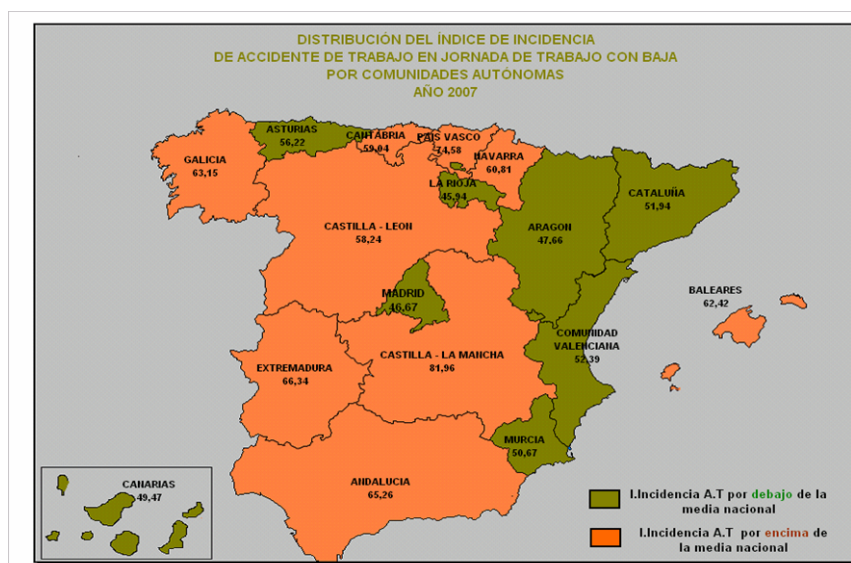 DISTRIBUCIÓN DEL ÍNDICE DE INCIDENCIA
DE ACCIDENTE DE TRABAJO EN JORNADA DE TRABAJO CON BAJA
POR COMUNIDADES AUTÓNOMAS
AÑO 2007
ASTURIAS
56,22
CANTABRIA
59,04
PAIS VASCO
74,58
NAVARRA
60,81
GALICIA
63,15
LA RIOJA
45,94
CATALUÑA
51,94
CASTILLA - LEON
58,24
ARAGON
47,66
MADRID
46,67
BALEARES
62,42
COMUNIDAD
VALENCIANA
52,39
CASTILLA - LA MANCHA
81,96
EXTREMADURA
66,34
MURCIA
50,67
ANDALUCIA
65,26
CANARIAS
49,47
I.Incidencia A.T por debajo de la
media nacional
I.Incidencia A.T por encima de
la media nacional